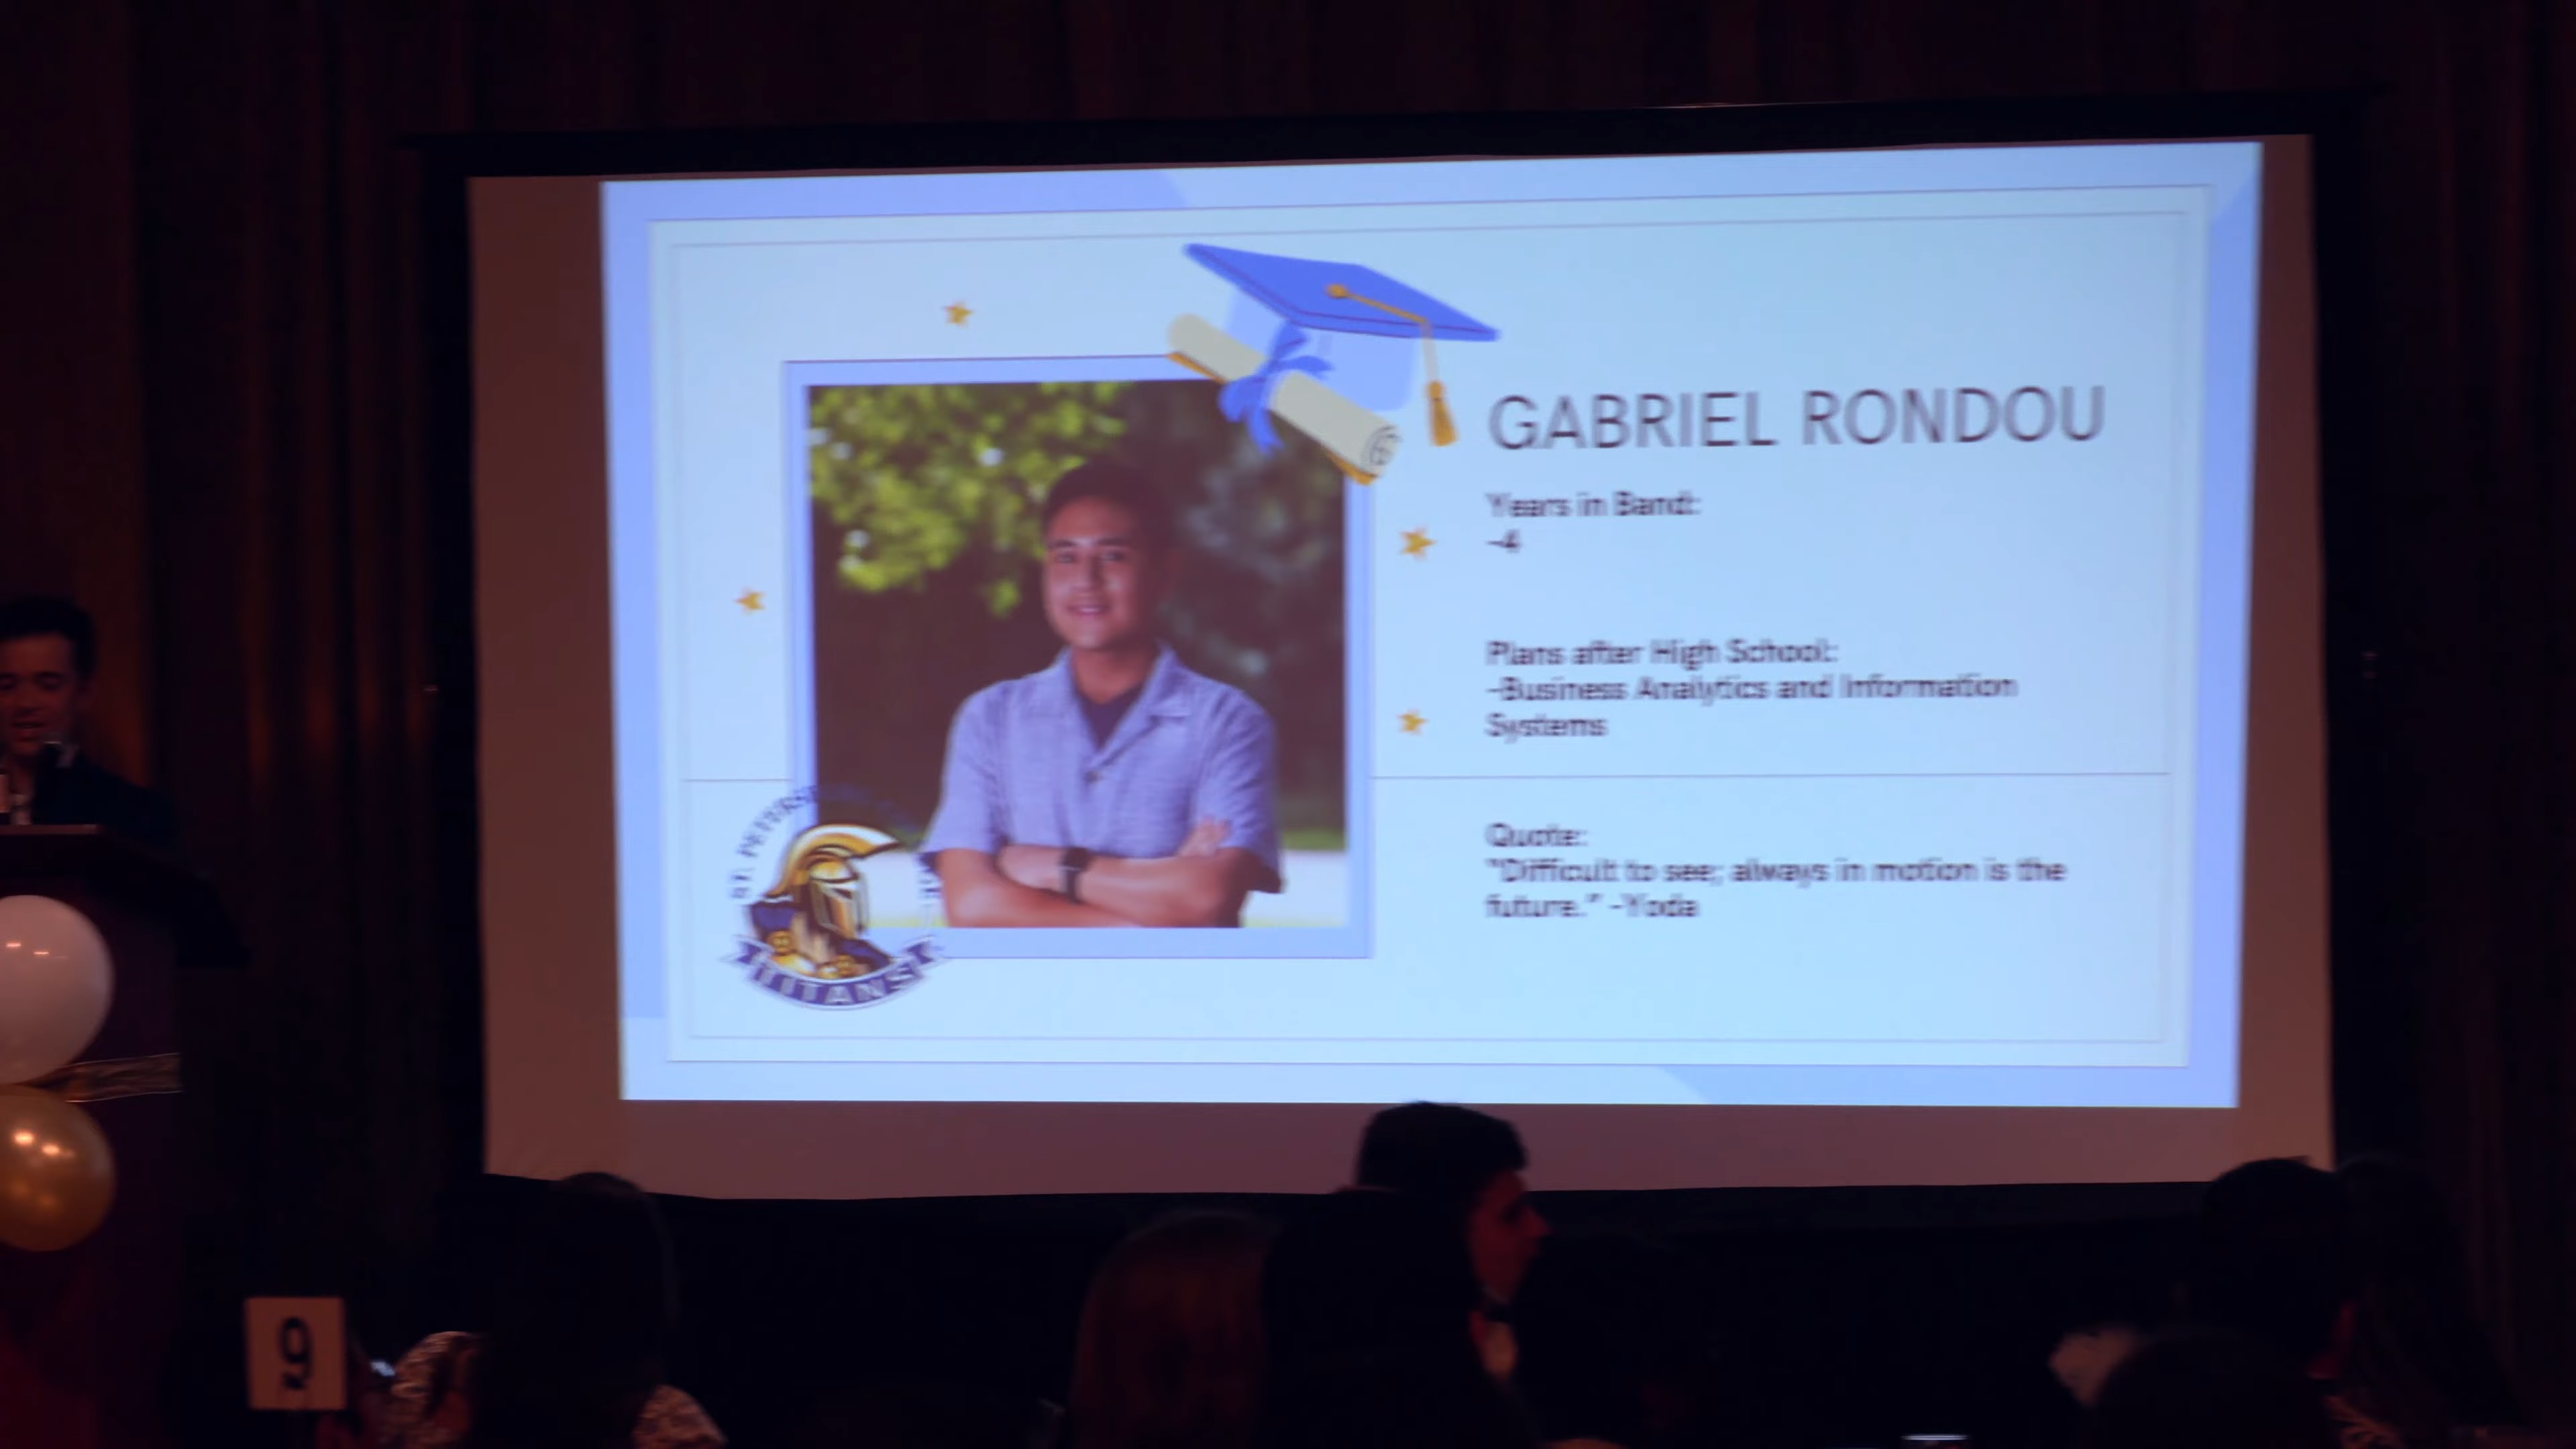 GABRIEL RONDOU
Years in Band:
-4
Plans after High School:
-Business Analytics and Information
Systems
Quote:
"Difficult to see; always in motion is the
future." -Yoda
TITANS
9